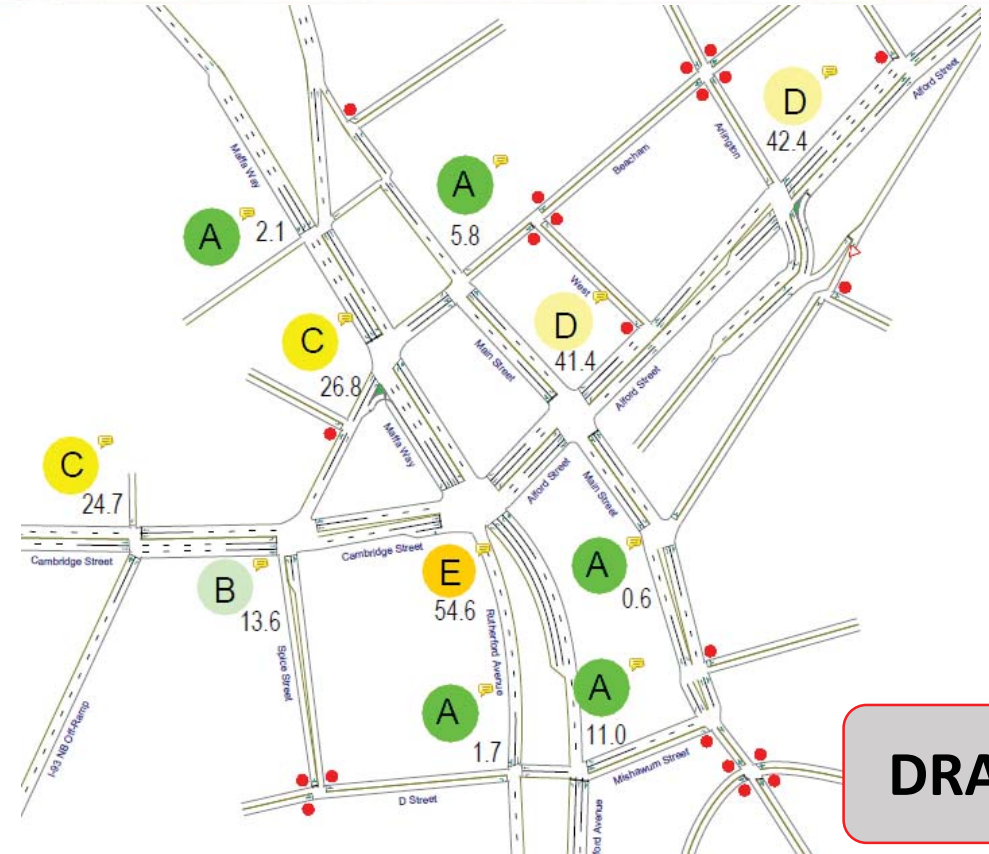 Alford Street
D
42.4
Arlington
Maffa Way
Beacham
A
5.8
A
2.1
West
D
41.4
C
26.8
Main Street
Alford Street
Maffa Way
C
24.7
Alford Street
Main Street
Cambridge Street
Cambridge Street
E
54.6
A
0.6
B
13.6
Rutherford Avenue
Spice Street
A
11.0
A
1.7
I-93 NB Off-Ramp
Mishawum Street
D Street
ford Avenue
DRA